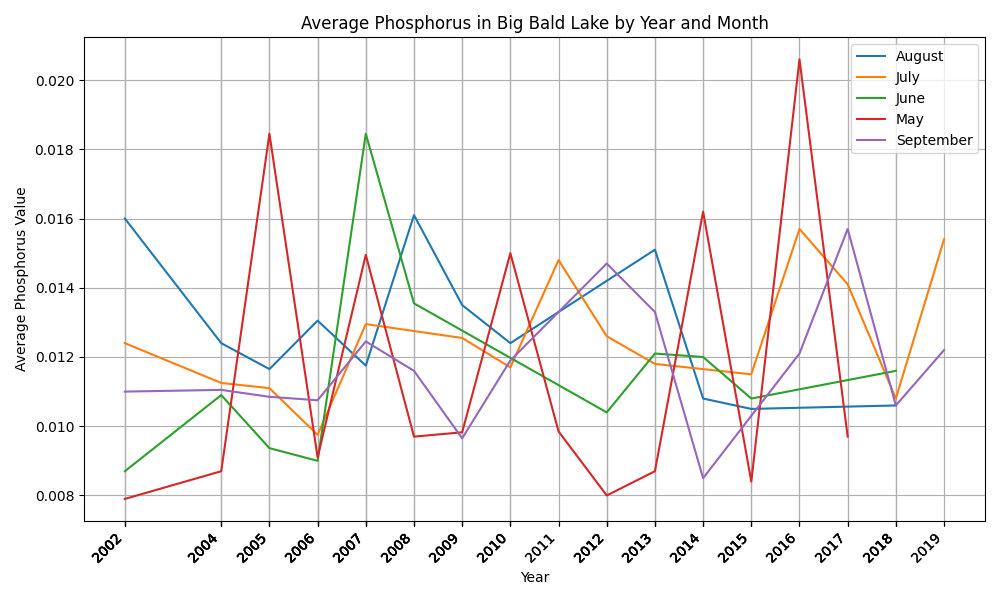 Average Phosphorus in Big Bald Lake by Year and Month
August
July
June
May
September
Average Phosphorus Value
0.020
0.018
0.016
0.014
0.012
0.010
0.008
2002 2004 2005 2006 2007 2008 2009 2010 2011 2012 2013 2014 2015 2016 2017 2018 2019
Year